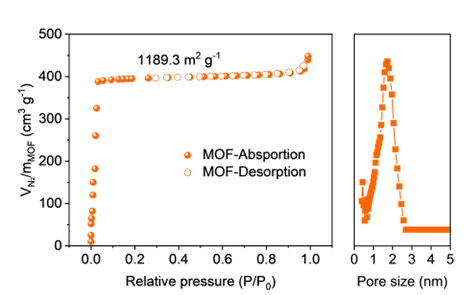 500
400
300
200
100
0
V_N₂/m_MOF (cm³ g⁻¹)
1189.3 m² g⁻¹
MOF-Absportion
MOF-Desorption
0.0 0.2 0.4 0.6 0.8 1.0
Relative pressure (P/P₀)
0 1 2 3 4 5
Pore size (nm)